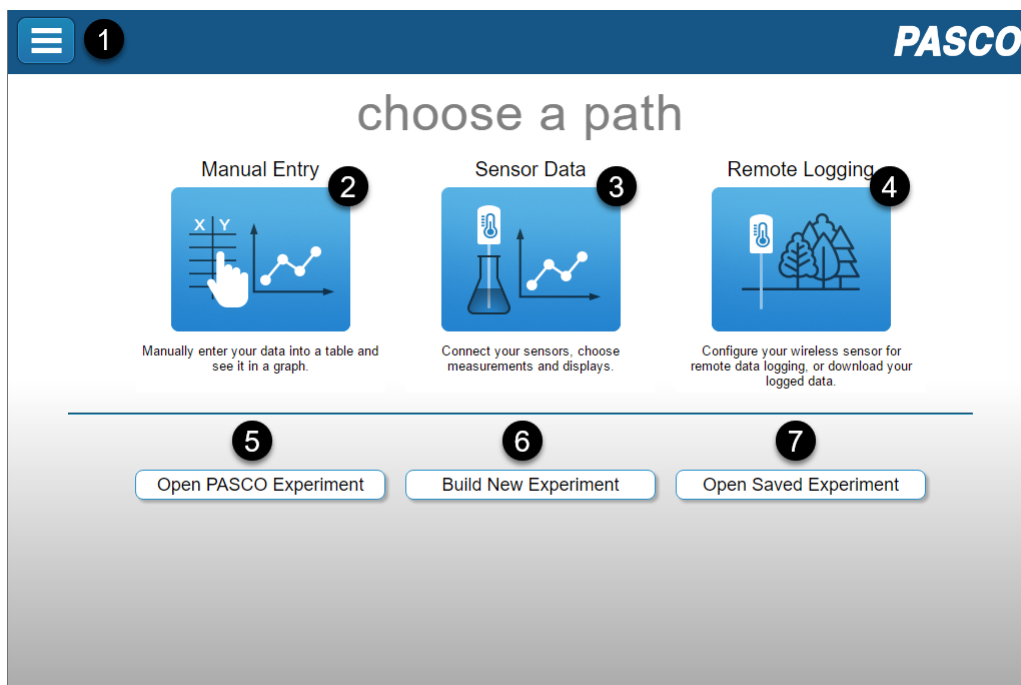 1
PASCO
choose a path
Manual Entry
2
Sensor Data
3
Remote Logging
4
X Y
Manually enter your data into a table and
see it in a graph.
Connect your sensors, choose
measurements and displays.
Configure your wireless sensor for
remote data logging, or download your
logged data.
5
6
7
Open PASCO Experiment
Build New Experiment
Open Saved Experiment